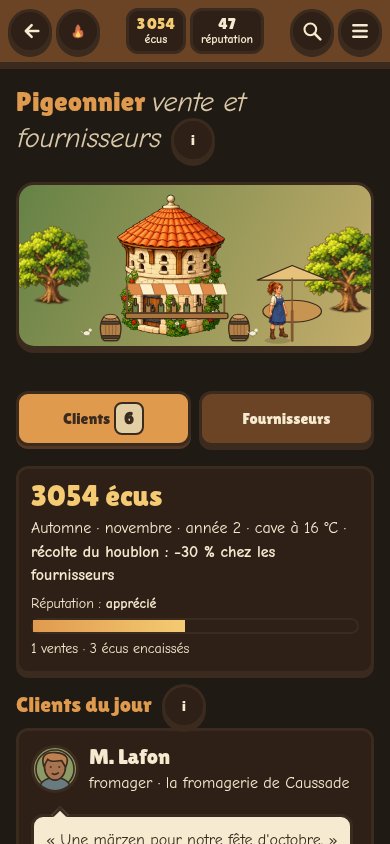 3054
écus
47
réputation
Pigeonnier vente et
fournisseurs i
Clients 6
Fournisseurs
3054 écus
Automne · novembre · année 2 · cave à 16 °C ·
récolte du houblon : -30 % chez les
fournisseurs
Réputation : apprécié
1 ventes · 3 écus encaissés
Clients du jour i
M. Lafon
fromager · la fromagerie de Caussade
« Une märzen pour notre fête d'octobre. »